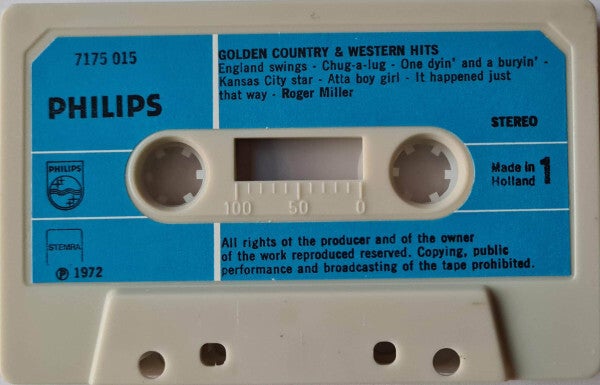 7175 015
GOLDEN COUNTRY & WESTERN HITS
England swings - Chug-a-lug - One dyin' and a buryin' -
Kansas City star - Atta boy girl - It happened just
that way - Roger Miller
PHILIPS
STEREO
PHILIPS
Made in
Holland
1
100 50 0
STEMRA
All rights of the producer and of the owner
of the work reproduced reserved. Copying, public
performance and broadcasting of the tape prohibited.
℗ 1972